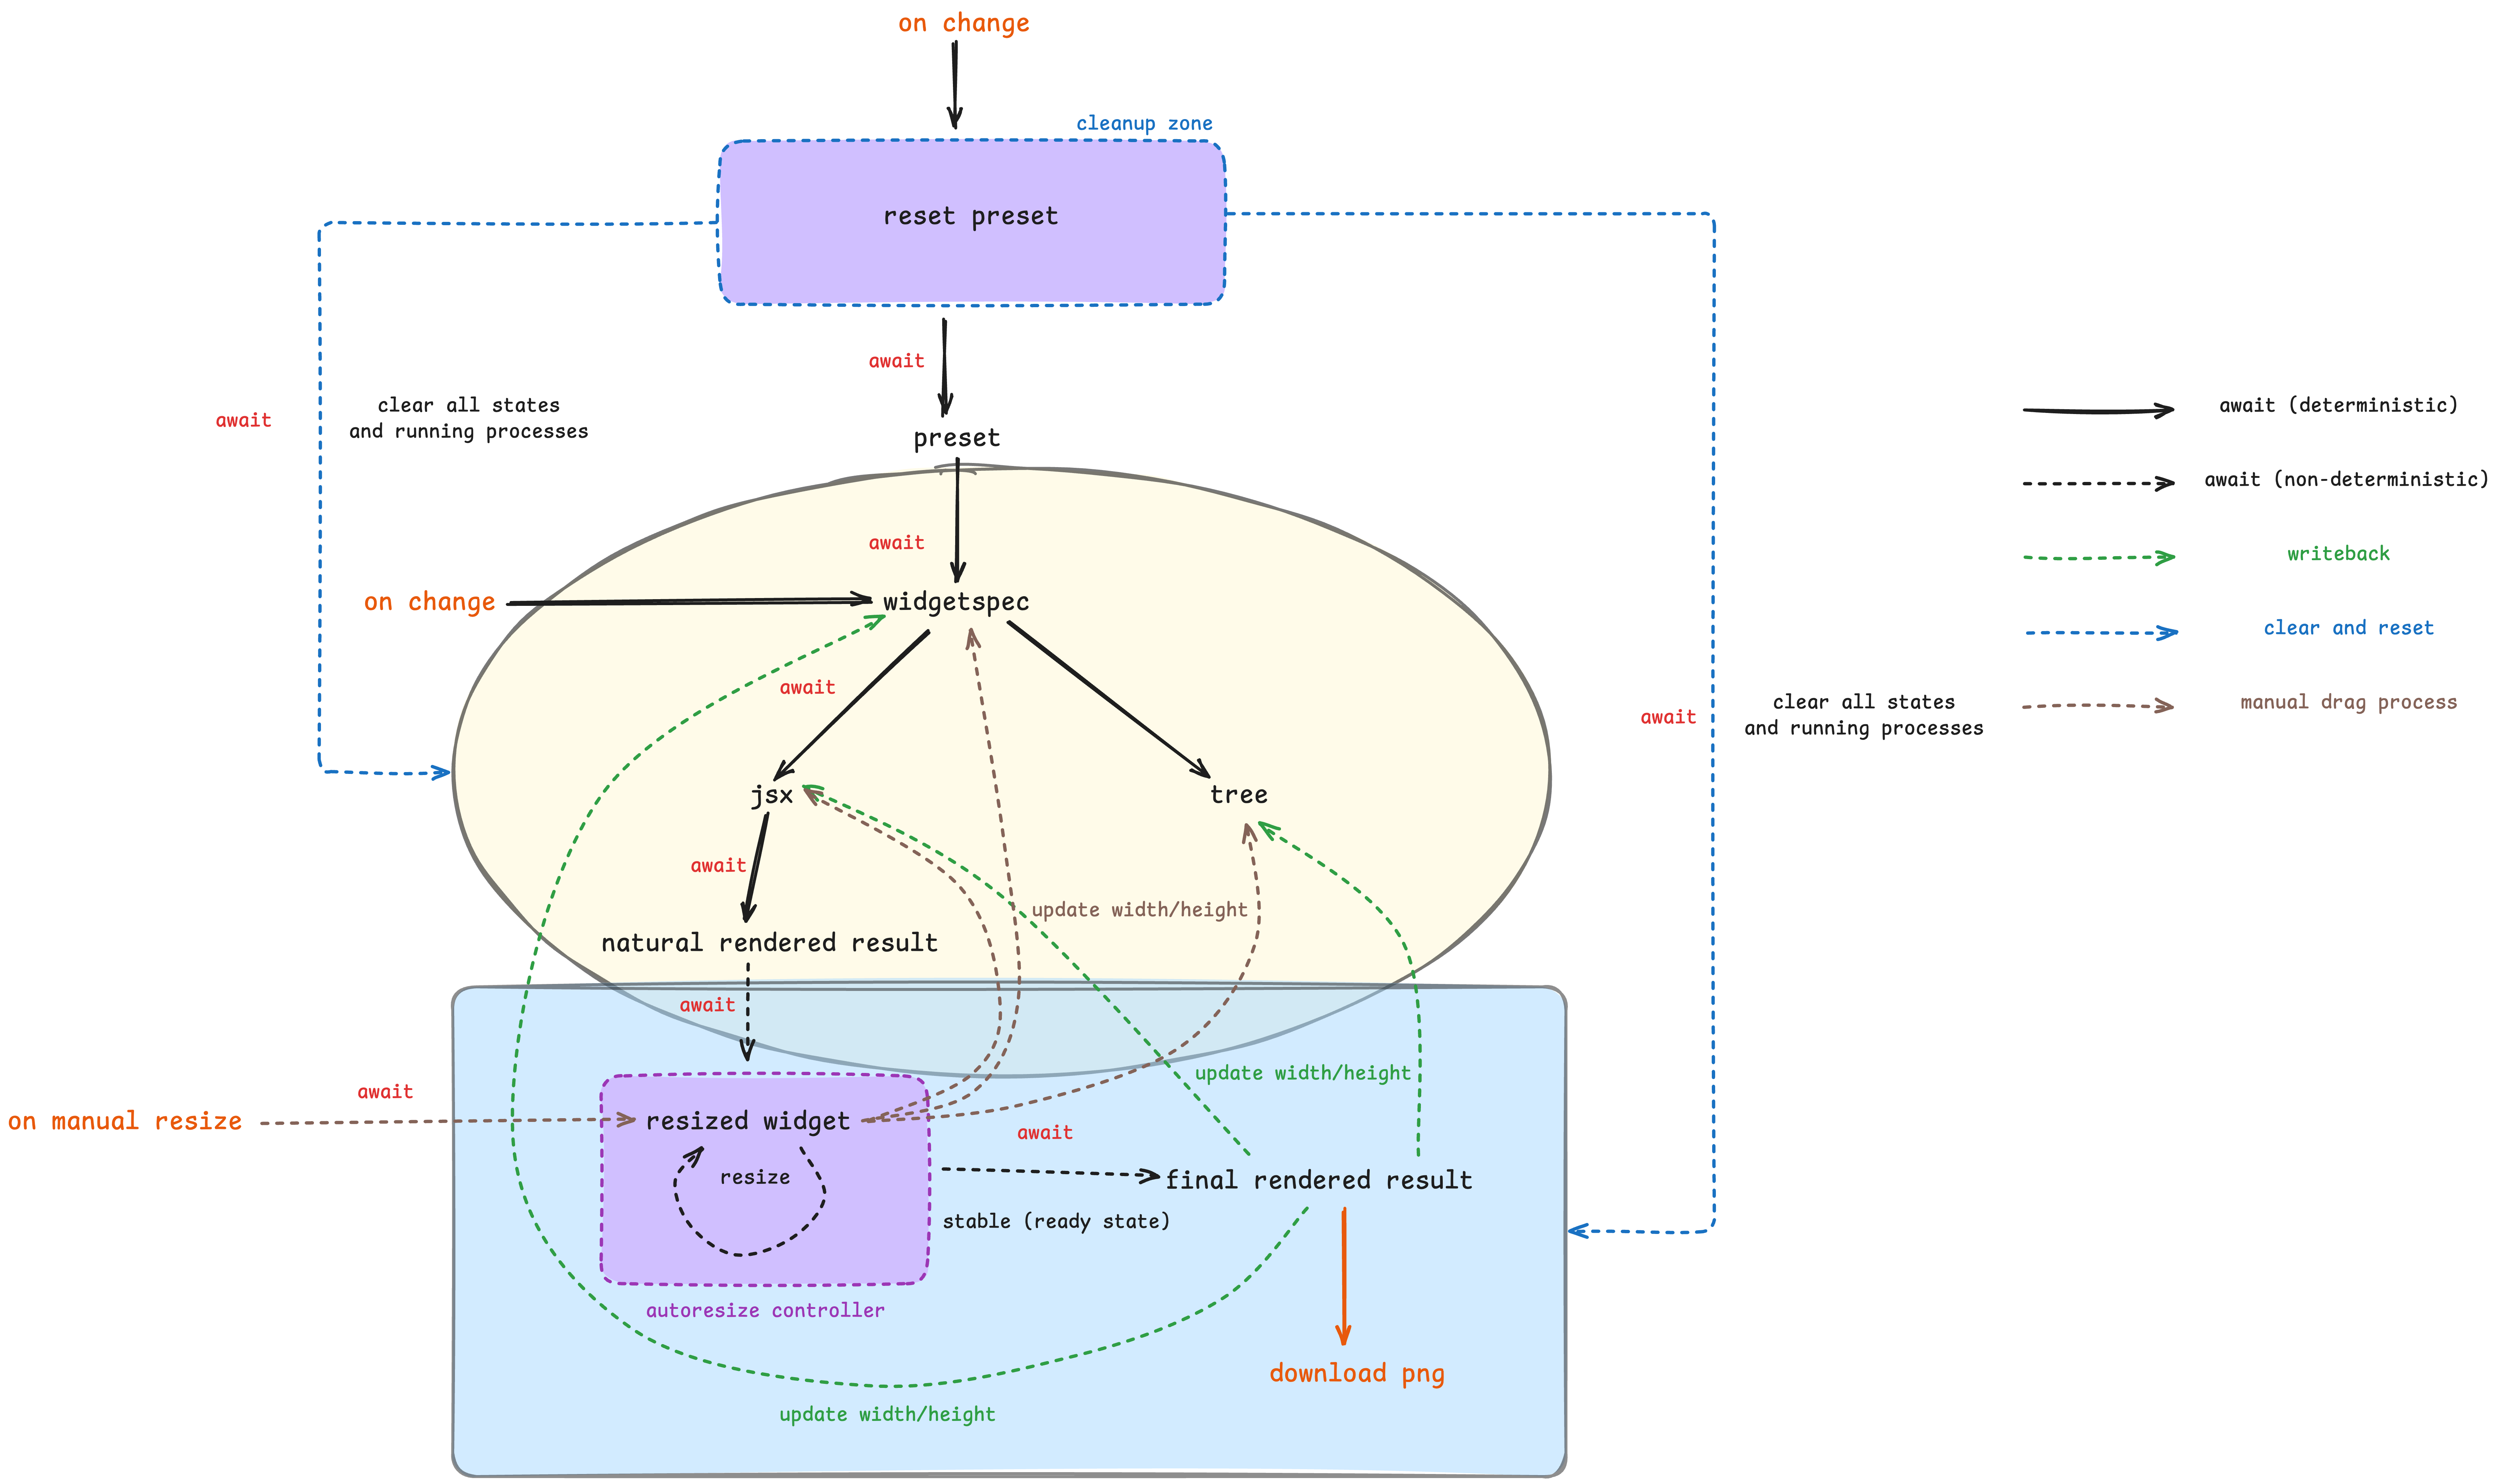 on change
cleanup zone
reset preset
await
clear all states
and running processes
await
preset
await
on change
widgetspec
await
jsx
tree
await
natural rendered result
await
update width/height
update width/height
on manual resize
await
resized widget
resize
autoresize controller
await
stable (ready state)
final rendered result
download png
update width/height
await
clear all states
and running processes
await (deterministic)
await (non-deterministic)
writeback
clear and reset
manual drag process